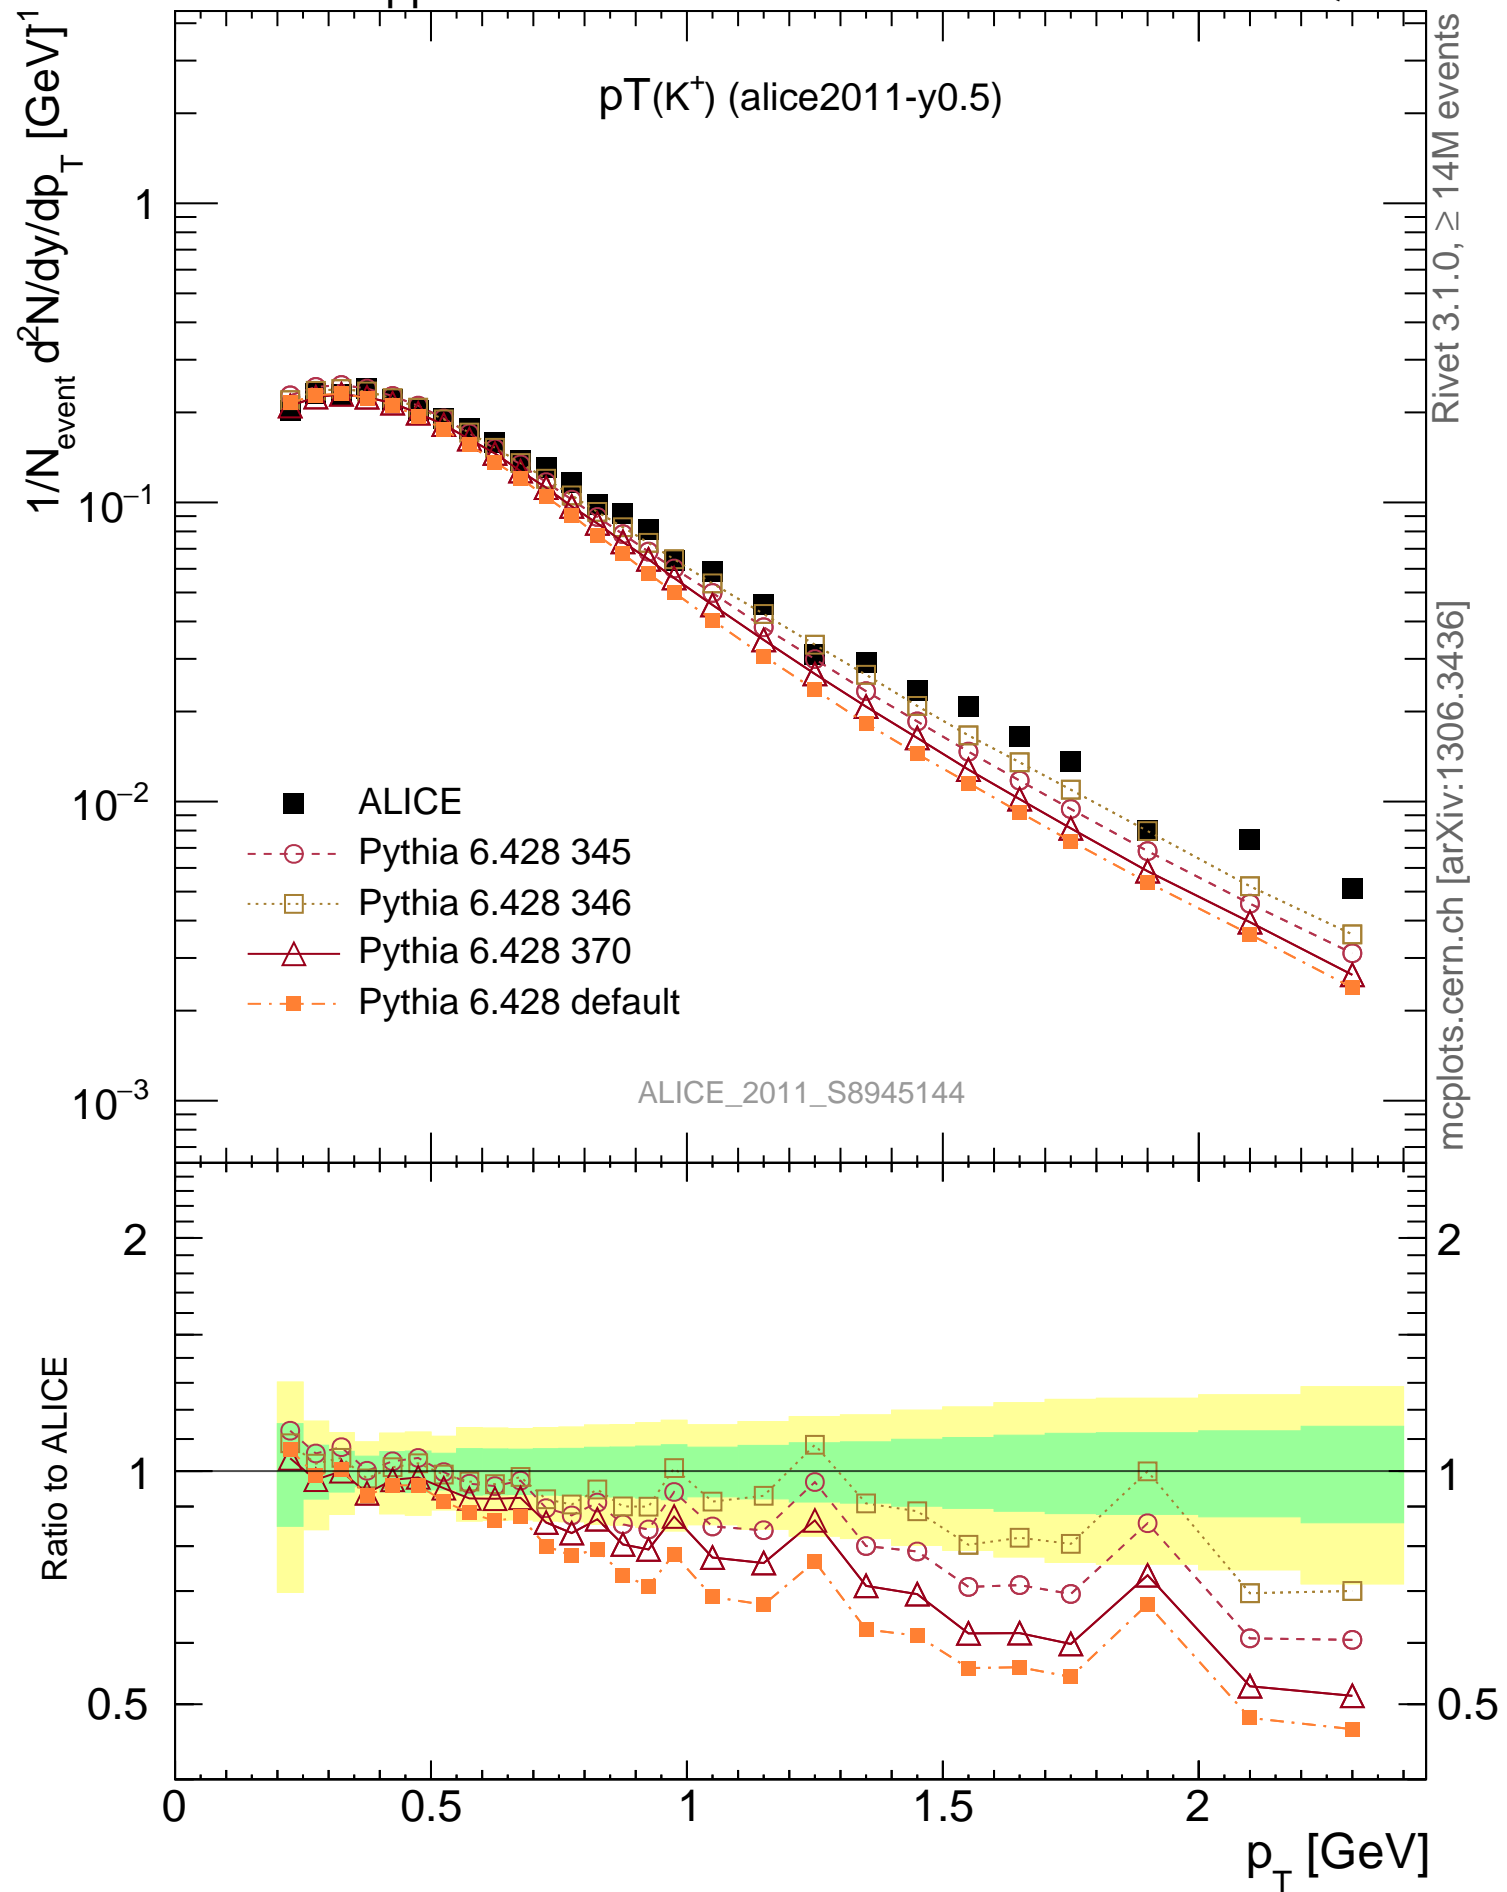 pT(K⁺) (alice2011-y0.5)
1/N_event d²N/dy/dp_T [GeV]⁻¹
1
10⁻¹
10⁻²
10⁻³
ALICE
Pythia 6.428 345
Pythia 6.428 346
Pythia 6.428 370
Pythia 6.428 default
ALICE_2011_S8945144
Rivet 3.1.0, ≥ 14M events
mcplots.cern.ch [arXiv:1306.3436]
Ratio to ALICE
2
1
0.5
2
1
0.5
0 0.5 1 1.5 2
p_T [GeV]